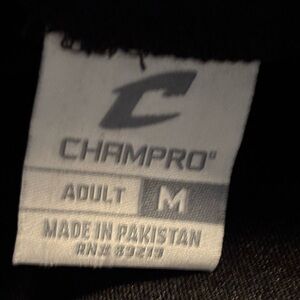 CHAMPRO®
ADULT M
MADE IN PAKISTAN
RN# 89219